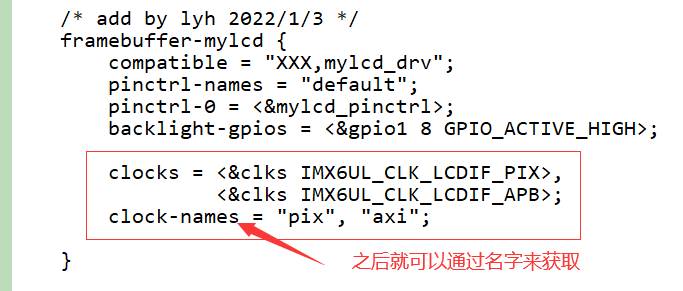 /* add by lyh 2022/1/3 */
framebuffer-mylcd {
compatible = "XXX,mylcd_drv";
pinctrl-names = "default";
pinctrl-0 = <&mylcd_pinctrl>;
backlight-gpios = <&gpio1 8 GPIO_ACTIVE_HIGH>;
clocks = <&clks IMX6UL_CLK_LCDIF_PIX>,
<&clks IMX6UL_CLK_LCDIF_APB>;
clock-names = "pix", "axi";
}
之后就可以通过名字来获取